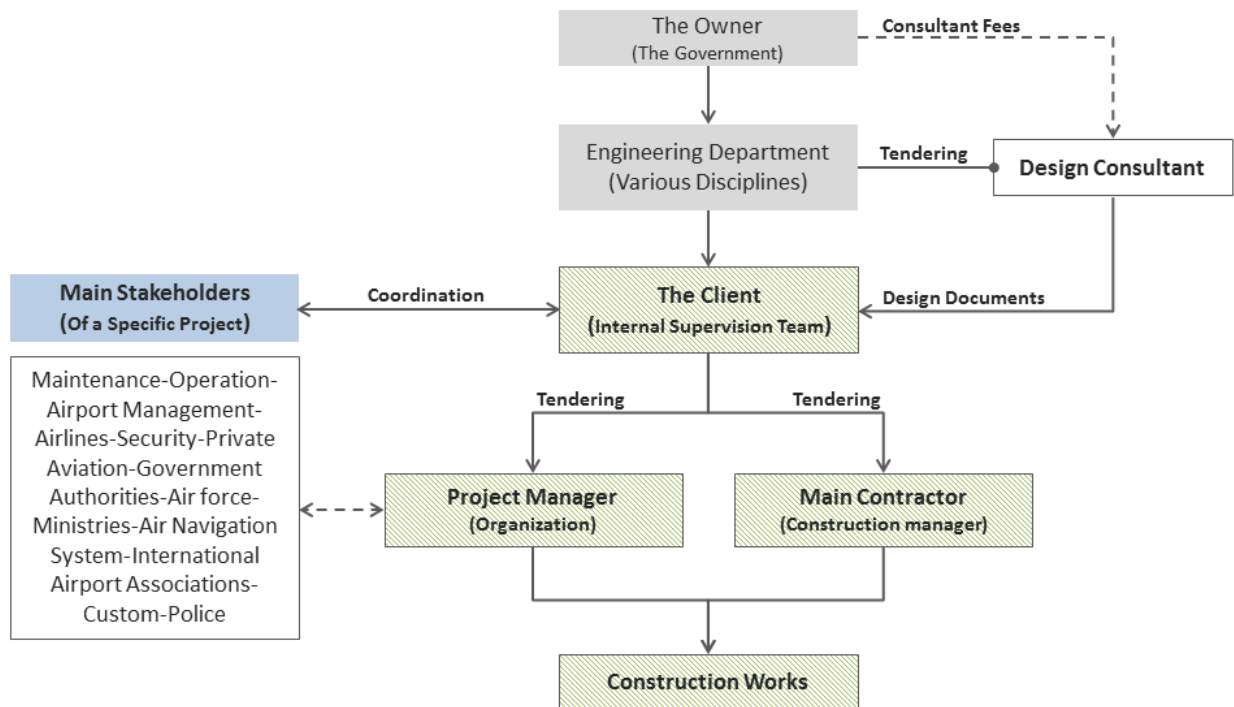 The Owner
(The Government)
Consultant Fees
Engineering Department
(Various Disciplines)
Tendering
Design Consultant
Main Stakeholders
(Of a Specific Project)
Coordination
The Client
(Internal Supervision Team)
Design Documents
Maintenance-Operation-
Airport Management-
Airlines-Security-Private
Aviation-Government
Authorities-Air force-
Ministries-Air Navigation
System-International
Airport Associations-
Custom-Police
Tendering
Tendering
Project Manager
(Organization)
Main Contractor
(Construction manager)
Construction Works